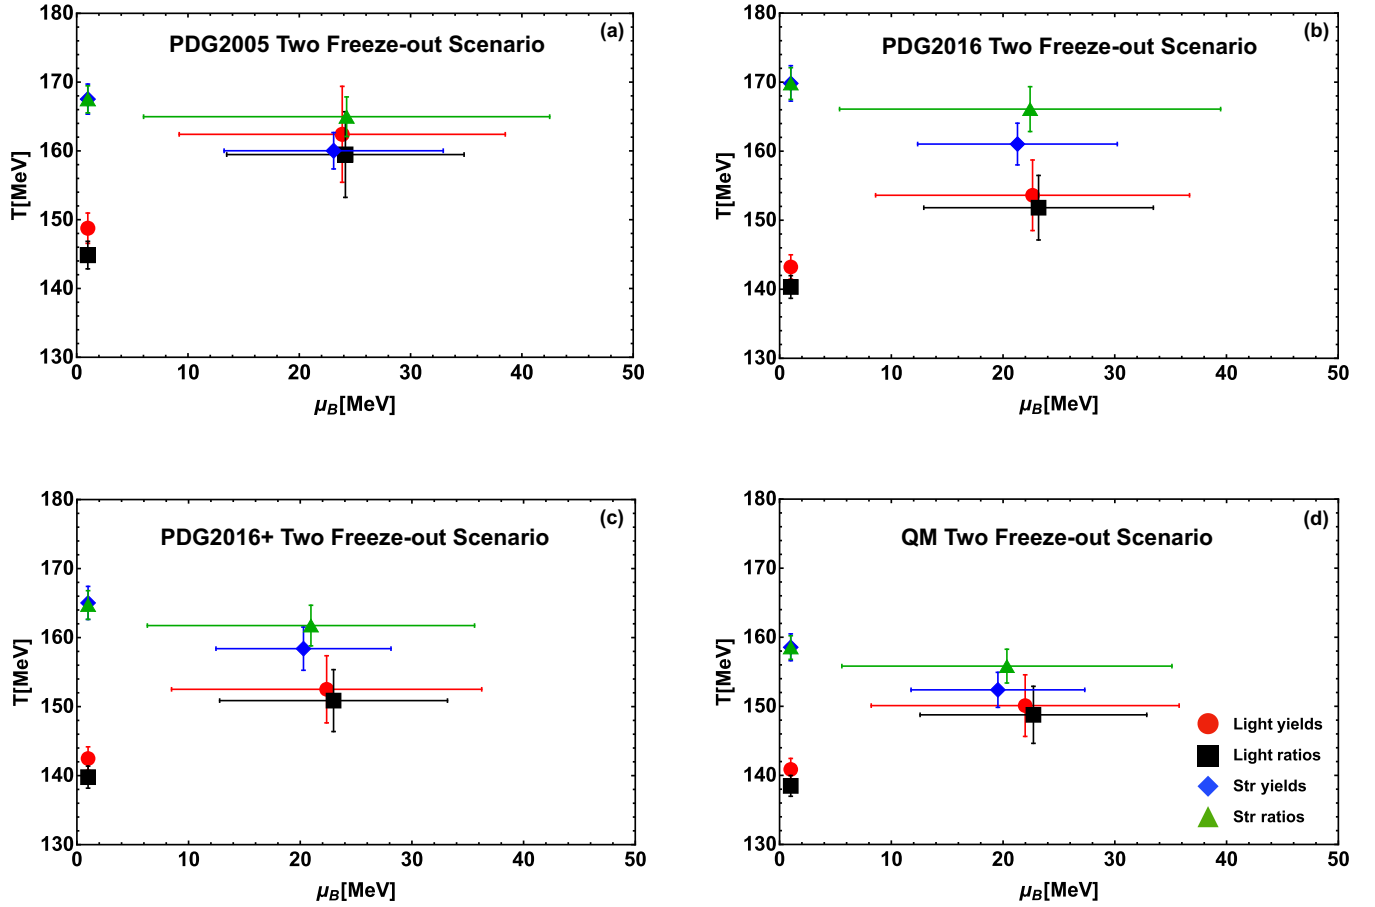 PDG2005 Two Freeze-out Scenario
(a)
T[MeV]
180
170
160
150
140
130
0 10 20 30 40 50
μB[MeV]
PDG2016 Two Freeze-out Scenario
(b)
T[MeV]
180
170
160
150
140
130
0 10 20 30 40 50
μB[MeV]
PDG2016+ Two Freeze-out Scenario
(c)
T[MeV]
180
170
160
150
140
130
0 10 20 30 40 50
μB[MeV]
QM Two Freeze-out Scenario
(d)
T[MeV]
180
170
160
150
140
130
0 10 20 30 40 50
μB[MeV]
Light yields
Light ratios
Str yields
Str ratios